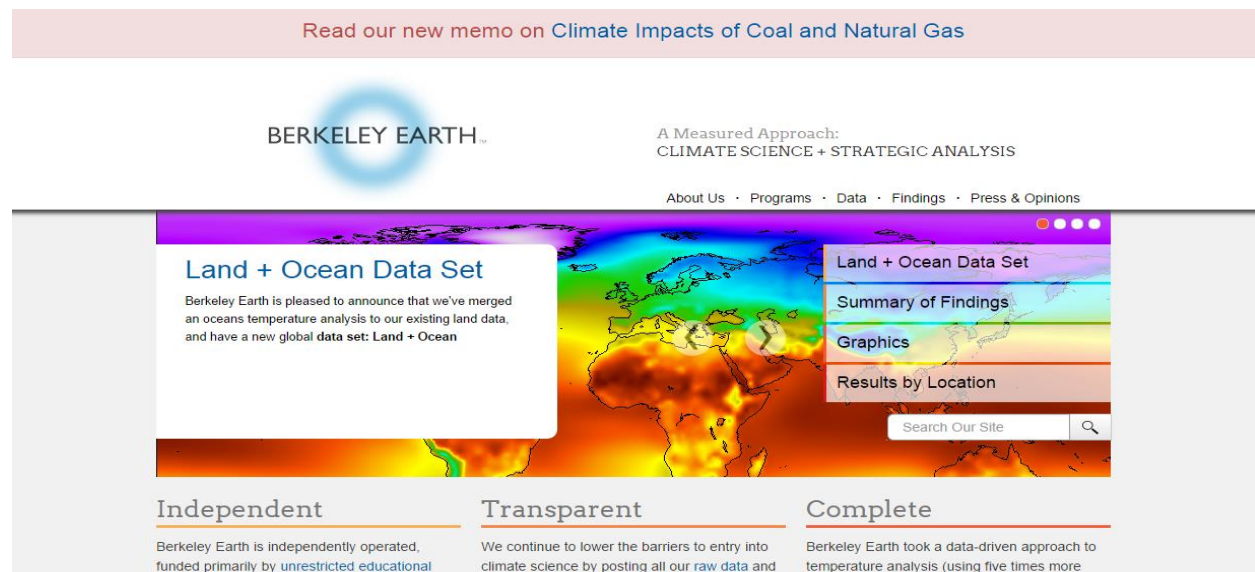 Read our new memo on Climate Impacts of Coal and Natural Gas
BERKELEY EARTH™
A Measured Approach:
CLIMATE SCIENCE + STRATEGIC ANALYSIS
About Us · Programs · Data · Findings · Press & Opinions
Land + Ocean Data Set
Berkeley Earth is pleased to announce that we've merged
an oceans temperature analysis to our existing land data,
and have a new global data set: Land + Ocean
Land + Ocean Data Set
Summary of Findings
Graphics
Results by Location
Search Our Site
Independent
Berkeley Earth is independently operated,
funded primarily by unrestricted educational
Transparent
We continue to lower the barriers to entry into
climate science by posting all our raw data and
Complete
Berkeley Earth took a data-driven approach to
temperature analysis (using five times more